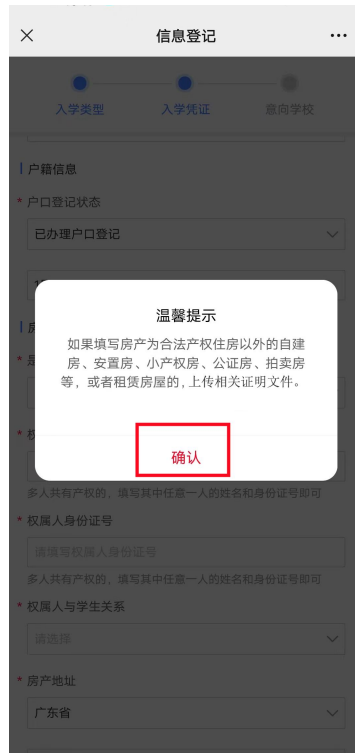 信息登记
入学类型 入学凭证 意向学校
户籍信息
* 户口登记状态
已办理户口登记
温馨提示
如果填写房产为合法产权住房以外的自建
房、安置房、小产权房、公证房、拍卖房
等，或者租赁房屋的，上传相关证明文件。
确认
多人共有产权的，填写其中任意一人的姓名和身份证号即可
* 权属人身份证号
请填写权属人身份证号
多人共有产权的，填写其中任意一人的姓名和身份证号即可
* 权属人与学生关系
请选择
* 房产地址
广东省